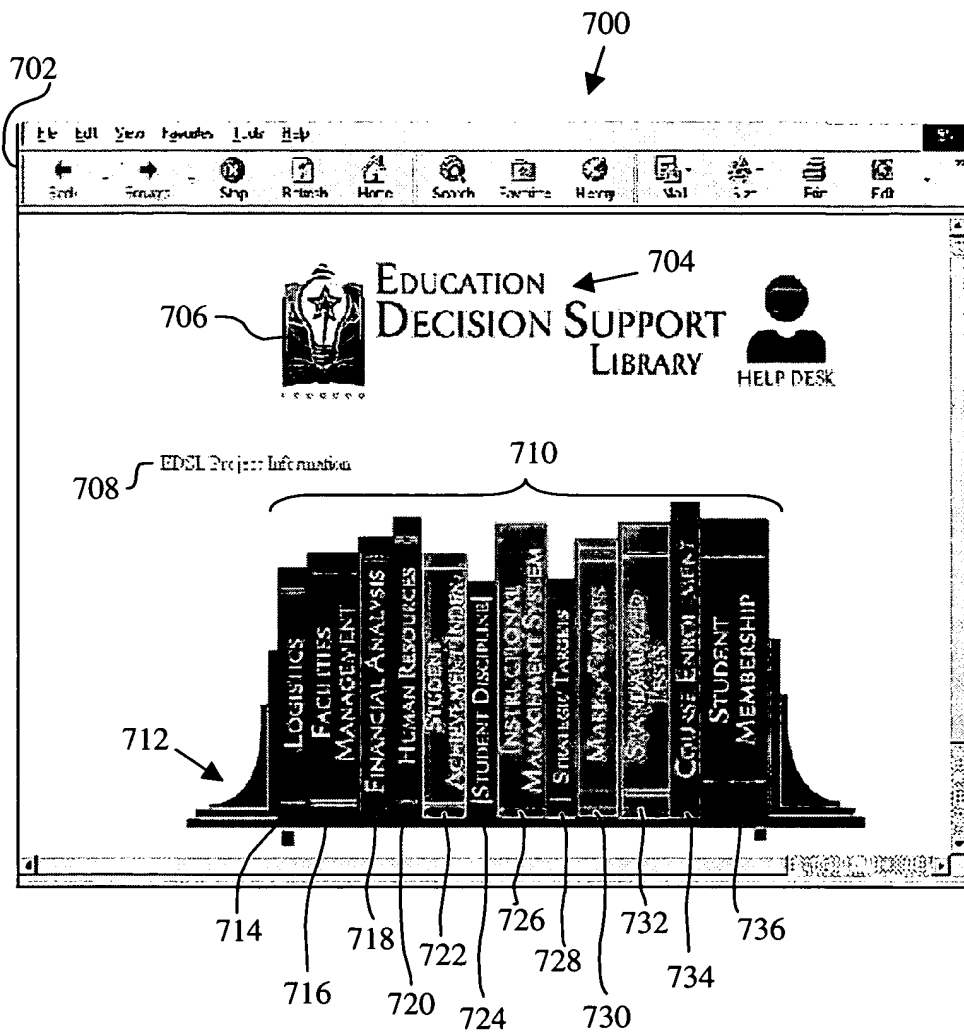 700
702
File Edit View Favorites Tools Help
Back Forward Stop Refresh Home Search Favorites History Mail Size Print Edit
704
EDUCATION
DECISION SUPPORT
LIBRARY
706
HELP DESK
708
EDSL Project Information
710
712
LOGISTICS
FACILITIES
MANAGEMENT
FINANCIAL ANALYSIS
HUMAN RESOURCES
STUDENT
ACHIEVEMENT INDEX
STUDENT DISCIPLINE
INSTRUCTIONAL
MANAGEMENT SYSTEM
STRATEGIC TARGETS
MARKS/GRADES
STANDARDIZED
TESTS
COURSE ENROLLMENT
STUDENT
MEMBERSHIP
714
716
718
720
722
724
726
728
730
732
734
736